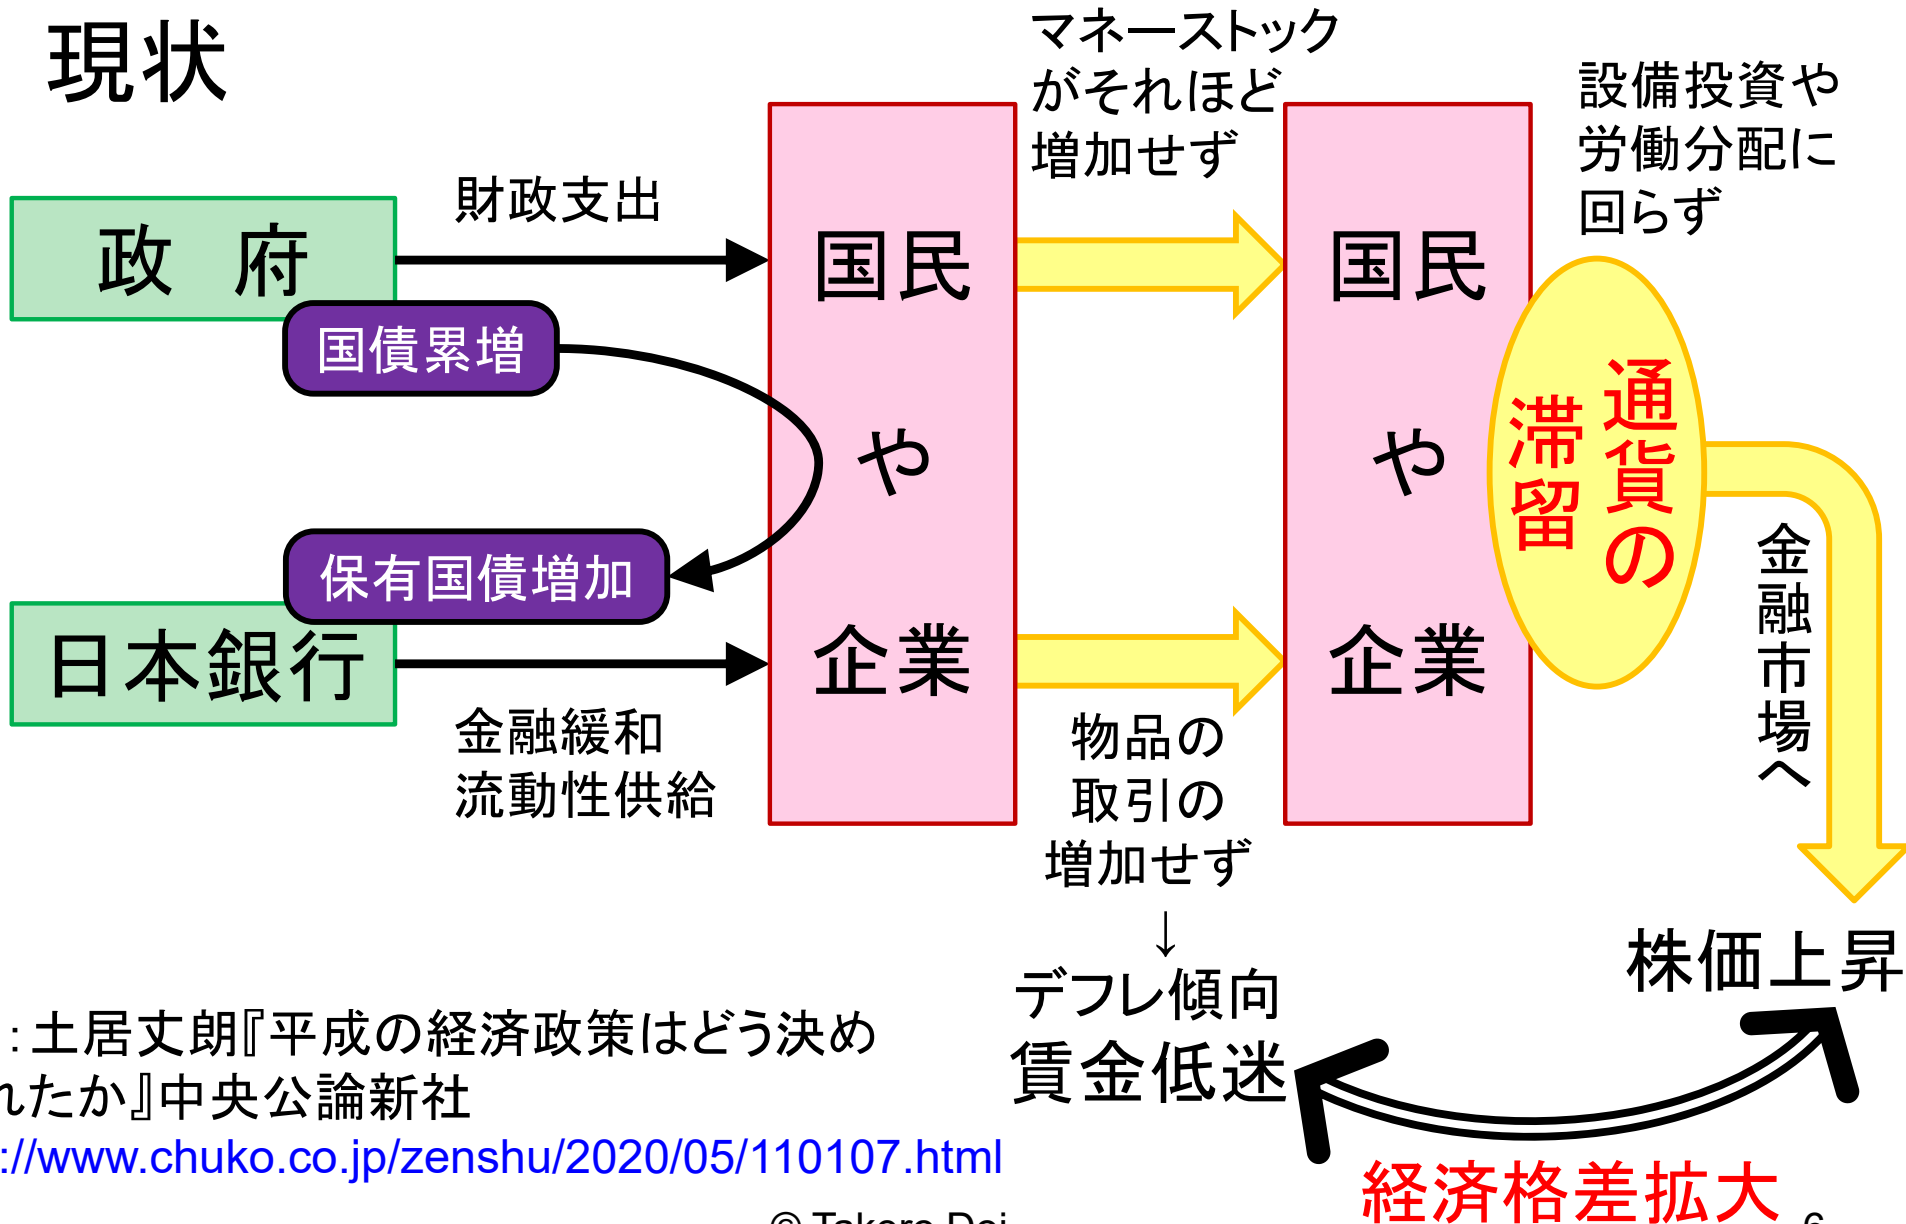 現状
マネーストック
がそれほど
増加せず
設備投資や
労働分配に
回らず
政　府
財政支出
国債累増
保有国債増加
日本銀行
金融緩和
流動性供給
国民
や
企業
物品の
取引の
増加せず
↓
デフレ傾向
賃金低迷
国民
や
企業
通貨の
滞留
金融市場へ
株価上昇
経済格差拡大
：土居丈朗『平成の経済政策はどう決め
れたか』中央公論新社
://www.chuko.co.jp/zenshu/2020/05/110107.html
© Takero Doi